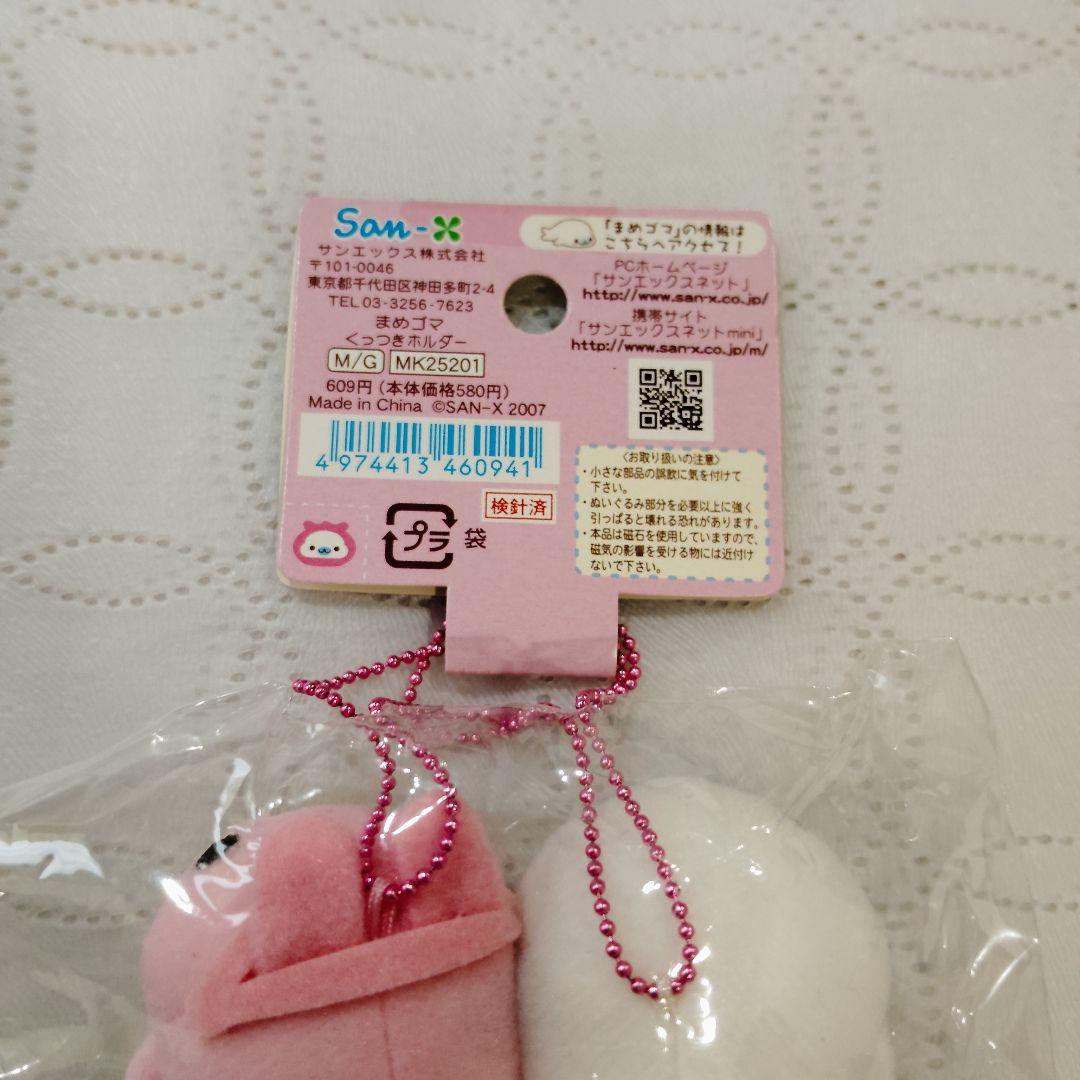 San-X
サンエックス株式会社
〒101-0046
東京都千代田区神田多町2-4
TEL 03-3256-7623
まめゴマ
くっつきホルダー
M/G MK25201
609円 (本体価格580円)
Made in China ©SAN-X 2007
4 974413 460941
検針済
プラ 袋
「まめゴマ」の情報は
こちらへアクセス!
PCホームページ
「サンエックスネット」
http://www.san-x.co.jp/
携帯サイト
「サンエックスネットmini」
http://www.san-x.co.jp/m/
〈お取り扱いの注意〉
・小さな部品の誤飲に気を付けて
下さい。
・ぬいぐるみ部分を必要以上に強く
引っぱると壊れる恐れがあります。
・本品は磁石を使用していますので、
磁気の影響を受ける物には近付け
ないで下さい。